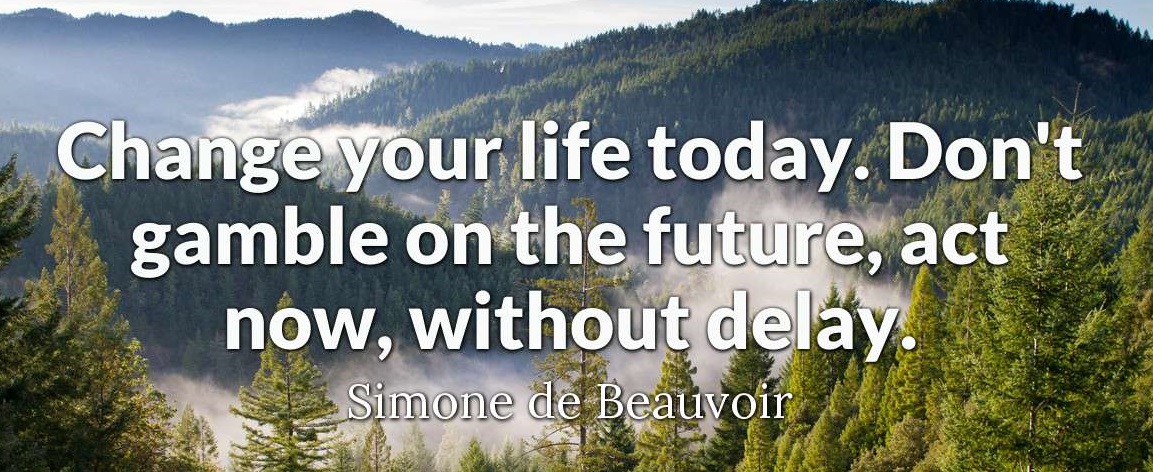 Change your life today. Don't
gamble on the future, act
now, without delay.
Simone de Beauvoir